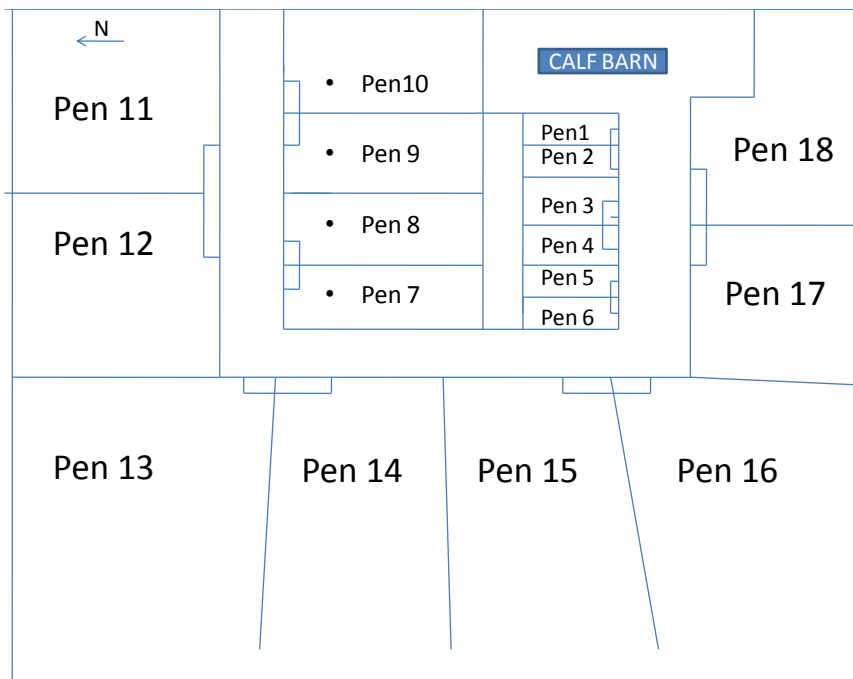 N
CALF BARN
Pen 11
• Pen10
Pen1
Pen 2
• Pen 9
Pen 18
Pen 3
• Pen 8
Pen 12
Pen 4
Pen 5
• Pen 7
Pen 17
Pen 6
Pen 13
Pen 14
Pen 15
Pen 16